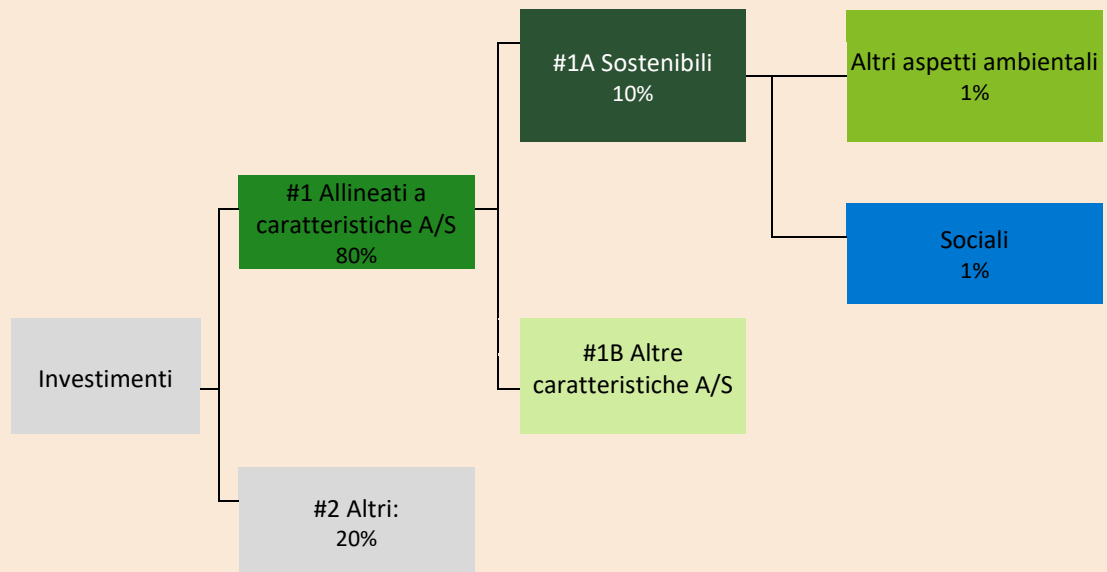 #1A Sostenibili
10%
Altri aspetti ambientali
1%
#1 Allineati a
caratteristiche A/S
80%
Sociali
1%
Investimenti
#1B Altre
caratteristiche A/S
#2 Altri:
20%